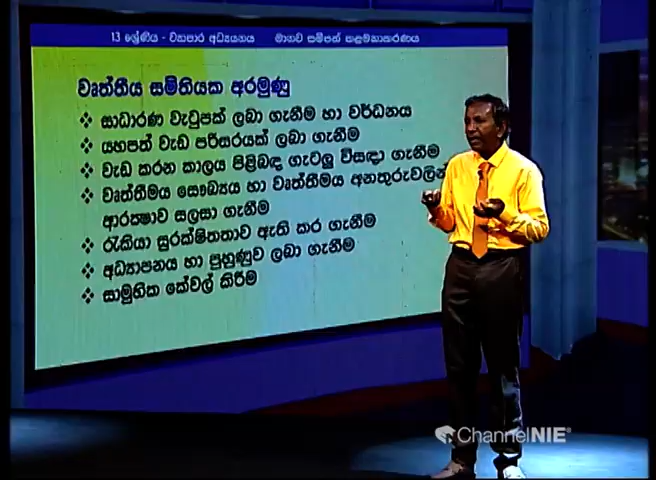 13 ශ්‍රේණිය - ව්‍යාපාර අධ්‍යයනය මානව සම්පත් කළමනාකරණය
වෘත්තීය සමිතියක අරමුණු
❖ සාධාරණ වැටුපක් ලබා ගැනීම හා වර්ධනය
❖ යහපත් වැඩ පරිසරයක් ලබා ගැනීම
❖ වැඩ කරන කාලය පිළිබඳ ගැටලු විසඳා ගැනීම
❖ වෘත්තීමය සෞඛ්‍යය හා වෘත්තීමය අනතුරුවලින්
ආරක්‍ෂාව සලසා ගැනීම
❖ රැකියා සුරක්ෂිතතාව ඇති කර ගැනීම
❖ අධ්‍යාපනය හා පුහුණුව ලබා ගැනීම
❖ සාමූහික කේවල් කිරීම
ChannelNIE